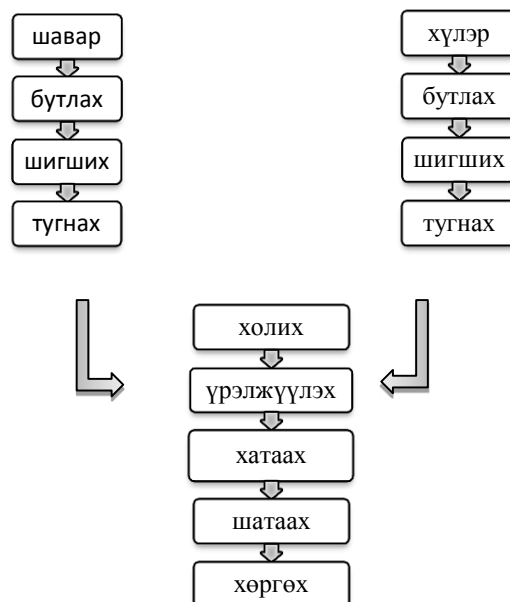 шавар
бутлах
шигших
тугнах
хүлэр
бутлах
шигших
тугнах
холих
үрэлжүүлэх
хатаах
шатаах
хөргөх